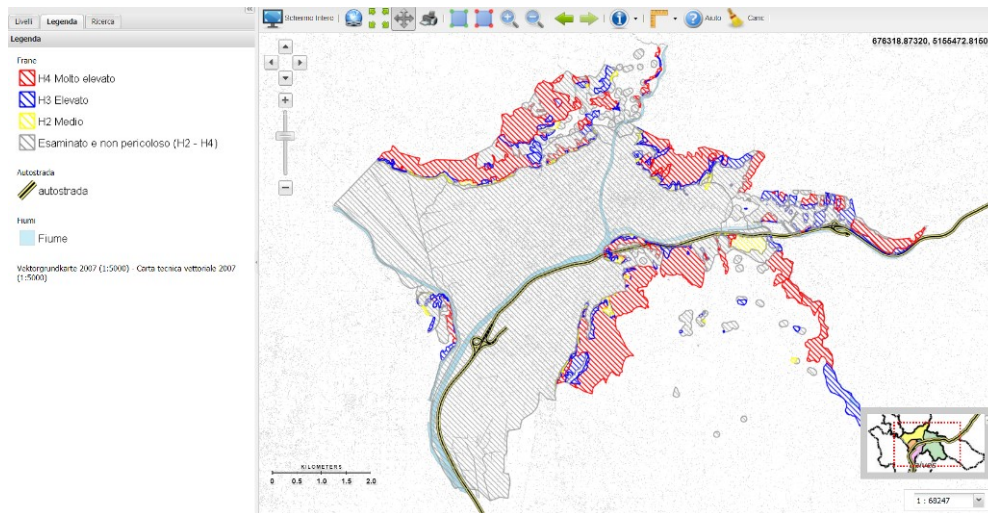 Livelli Legenda Ricerca
Legenda
Frane
H4 Molto elevato
H3 Elevato
H2 Medio
Esaminato e non pericoloso (H2 - H4)
Autostrada
autostrada
Fiumi
Fiume
Vektorgrundkarte 2007 (1:5000) - Carta tecnica vettoriale 2007
(1:5000)
Schermo Intero
Aiuto
Canc
676318.87320, 5155472.8150
KILOMETERS
0 0.5 1.0 1.5 2.0
1 : 68247